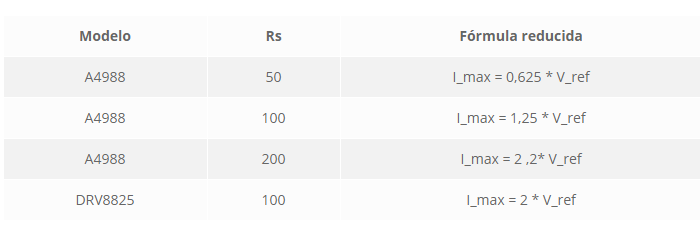 Modelo Rs Fórmula reducida
A4988 50 I_max = 0,625 * V_ref
A4988 100 I_max = 1,25 * V_ref
A4988 200 I_max = 2 ,2* V_ref
DRV8825 100 I_max = 2 * V_ref